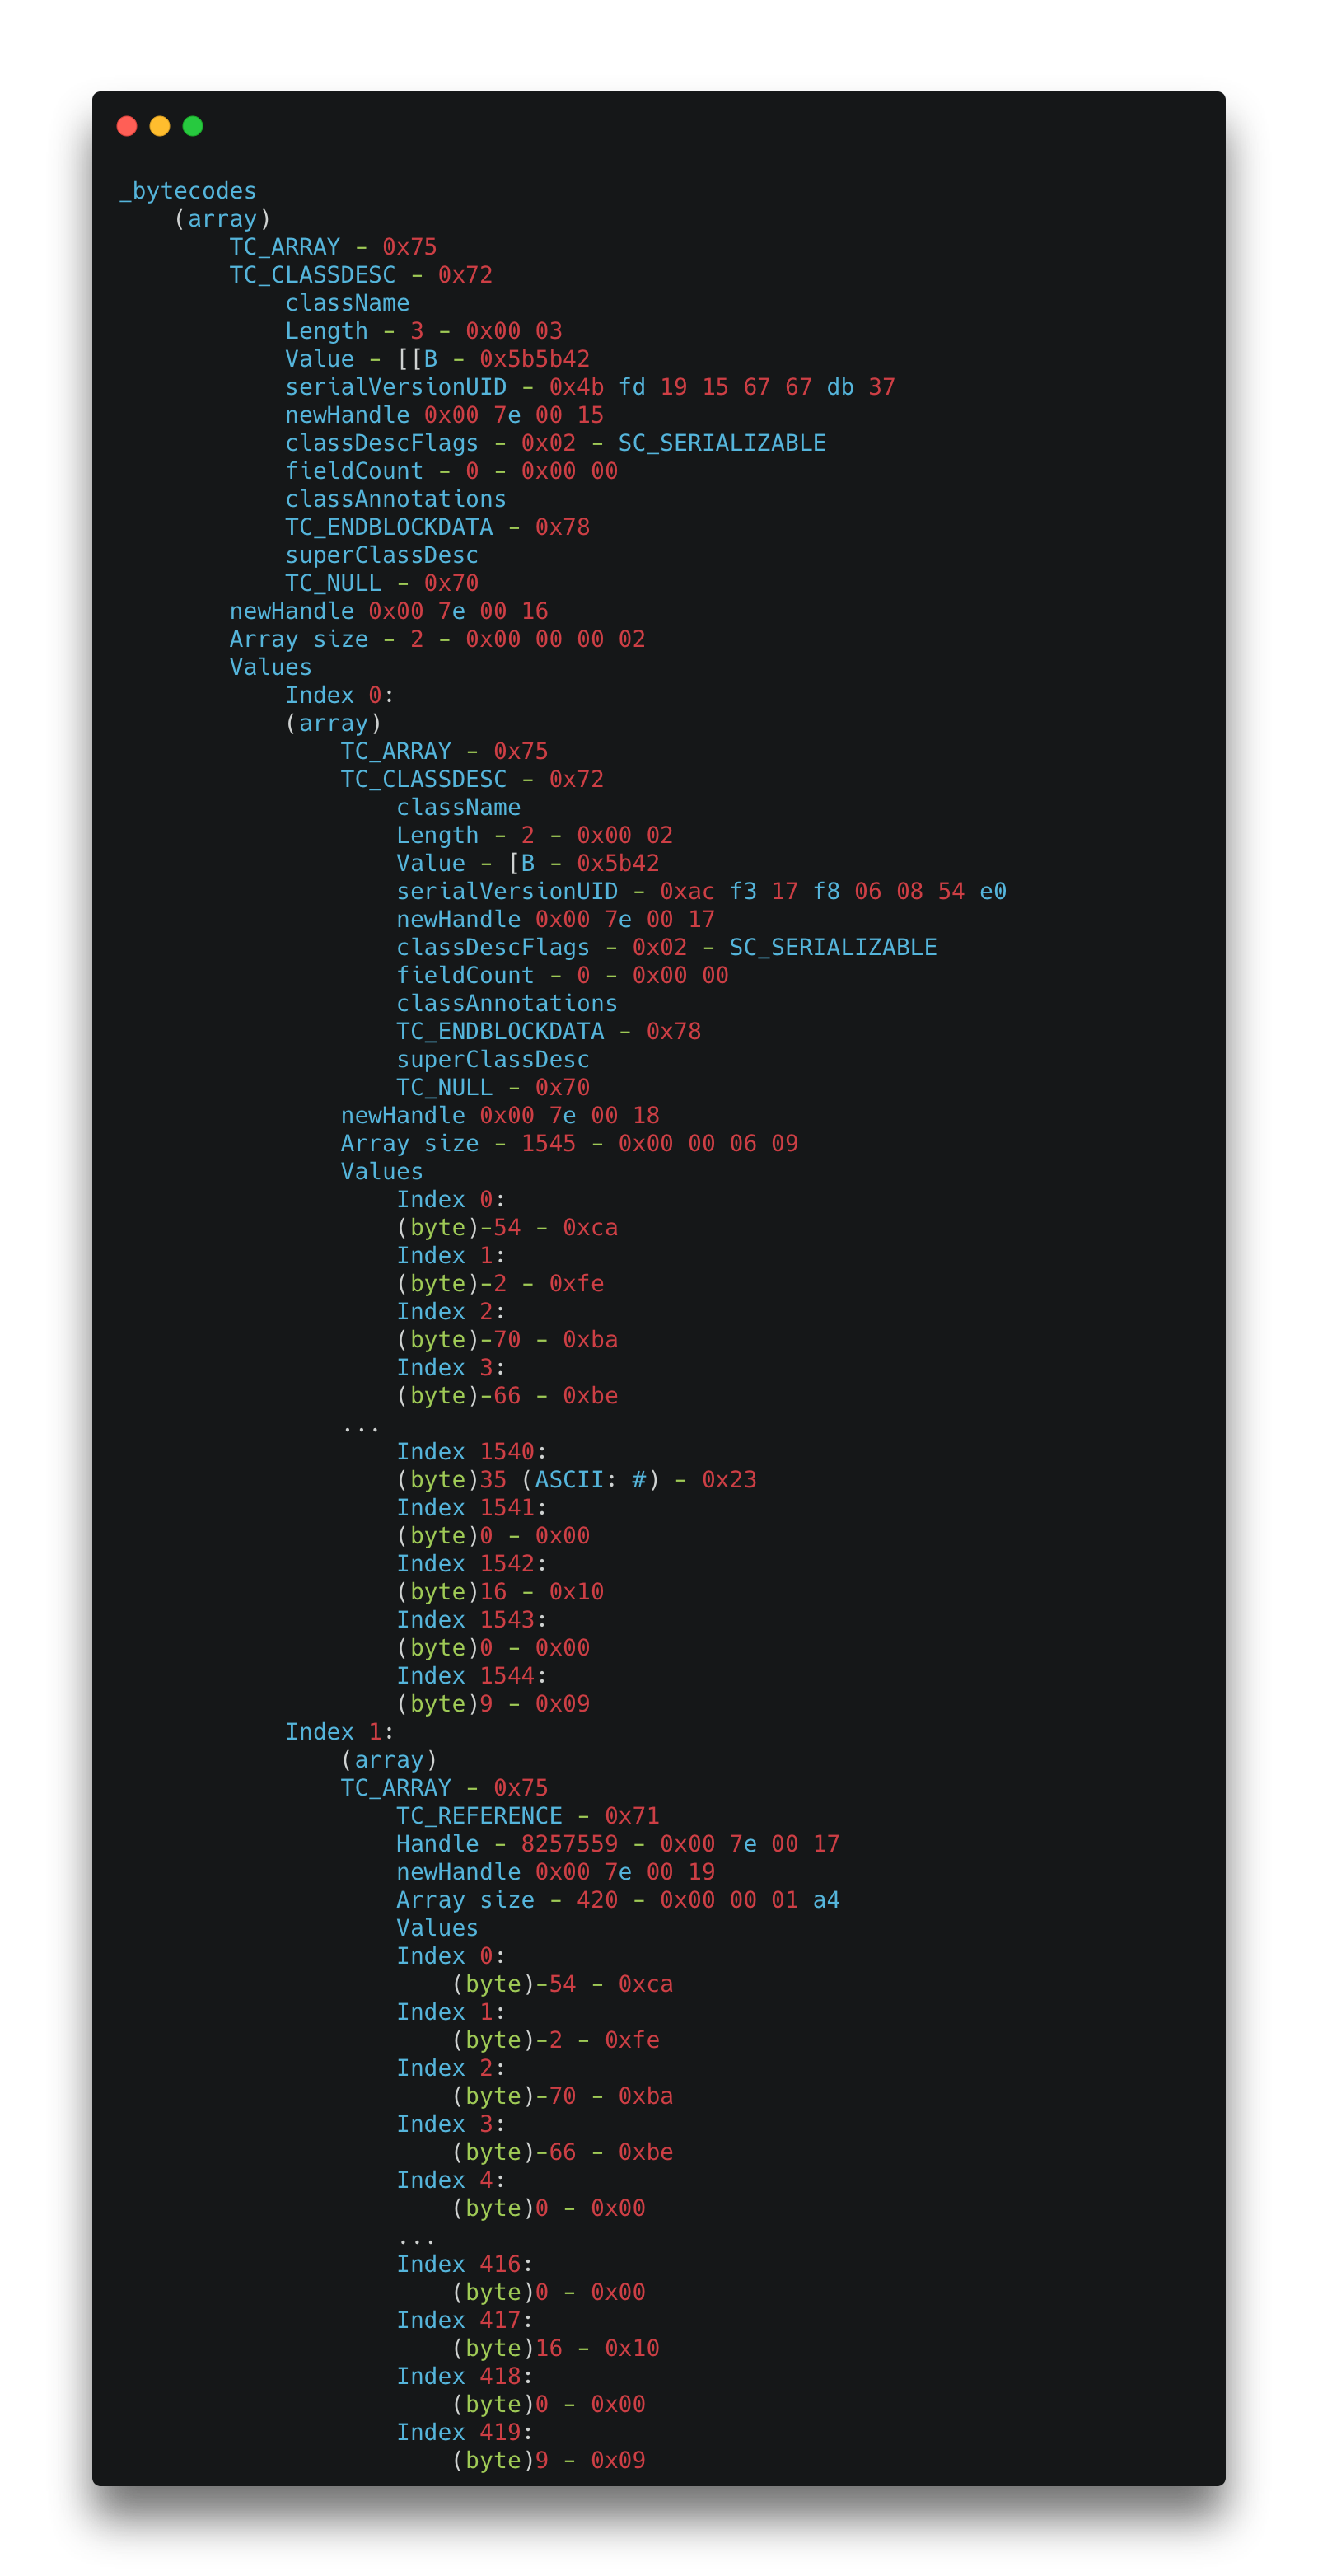 _bytecodes
    (array)
        TC_ARRAY - 0x75
        TC_CLASSDESC - 0x72
            className
            Length - 3 - 0x00 03
            Value - [[B - 0x5b5b42
            serialVersionUID - 0x4b fd 19 15 67 67 db 37
            newHandle 0x00 7e 00 15
            classDescFlags - 0x02 - SC_SERIALIZABLE
            fieldCount - 0 - 0x00 00
            classAnnotations
            TC_ENDBLOCKDATA - 0x78
            superClassDesc
            TC_NULL - 0x70
        newHandle 0x00 7e 00 16
        Array size - 2 - 0x00 00 00 02
        Values
            Index 0:
            (array)
                TC_ARRAY - 0x75
                TC_CLASSDESC - 0x72
                    className
                    Length - 2 - 0x00 02
                    Value - [B - 0x5b42
                    serialVersionUID - 0xac f3 17 f8 06 08 54 e0
                    newHandle 0x00 7e 00 17
                    classDescFlags - 0x02 - SC_SERIALIZABLE
                    fieldCount - 0 - 0x00 00
                    classAnnotations
                    TC_ENDBLOCKDATA - 0x78
                    superClassDesc
                    TC_NULL - 0x70
                newHandle 0x00 7e 00 18
                Array size - 1545 - 0x00 00 06 09
                Values
                    Index 0:
                    (byte)-54 - 0xca
                    Index 1:
                    (byte)-2 - 0xfe
                    Index 2:
                    (byte)-70 - 0xba
                    Index 3:
                    (byte)-66 - 0xbe
                ...
                    Index 1540:
                    (byte)35 (ASCII: #) - 0x23
                    Index 1541:
                    (byte)0 - 0x00
                    Index 1542:
                    (byte)16 - 0x10
                    Index 1543:
                    (byte)0 - 0x00
                    Index 1544:
                    (byte)9 - 0x09
            Index 1:
                (array)
                TC_ARRAY - 0x75
                    TC_REFERENCE - 0x71
                    Handle - 8257559 - 0x00 7e 00 17
                    newHandle 0x00 7e 00 19
                    Array size - 420 - 0x00 00 01 a4
                    Values
                    Index 0:
                        (byte)-54 - 0xca
                    Index 1:
                        (byte)-2 - 0xfe
                    Index 2:
                        (byte)-70 - 0xba
                    Index 3:
                        (byte)-66 - 0xbe
                    Index 4:
                        (byte)0 - 0x00
                    ...
                    Index 416:
                        (byte)0 - 0x00
                    Index 417:
                        (byte)16 - 0x10
                    Index 418:
                        (byte)0 - 0x00
                    Index 419:
                        (byte)9 - 0x09